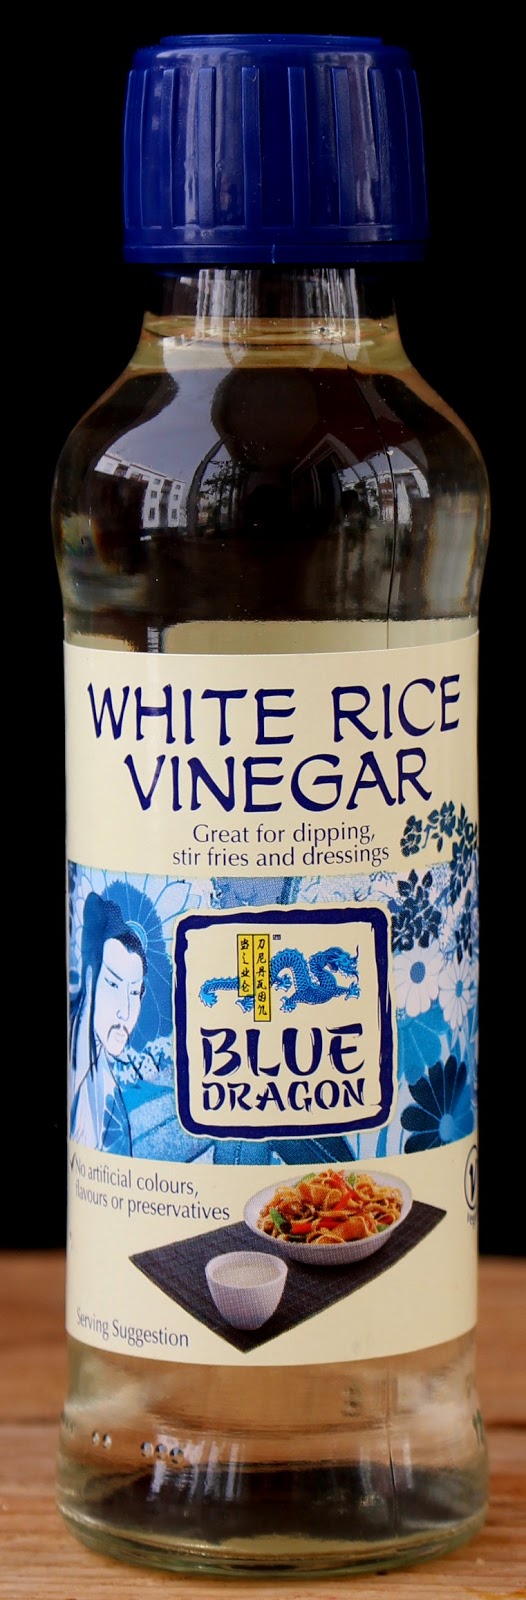 WHITE RICE
VINEGAR
Great for dipping,
stir fries and dressings
TM
BLUE
DRAGON
No artificial colours,
flavours or preservatives
V
Serving Suggestion